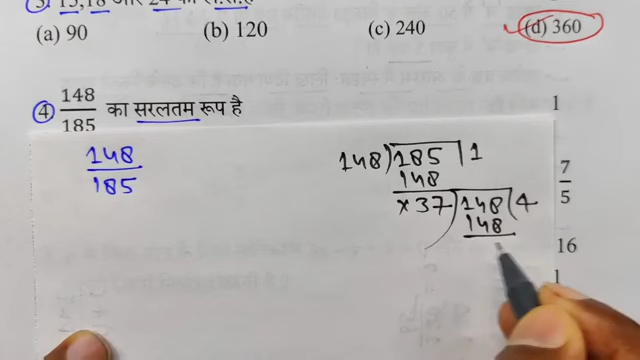 3) 15,18 और 24 का ल.स.है
(a) 90 (b) 120 (c) 240 (d) 360
④ 148/185 का सरलतम रूप है 1
148/185
148) 185 | 1
148
× 37 ) 148 ( 4
148
7/5
16
1